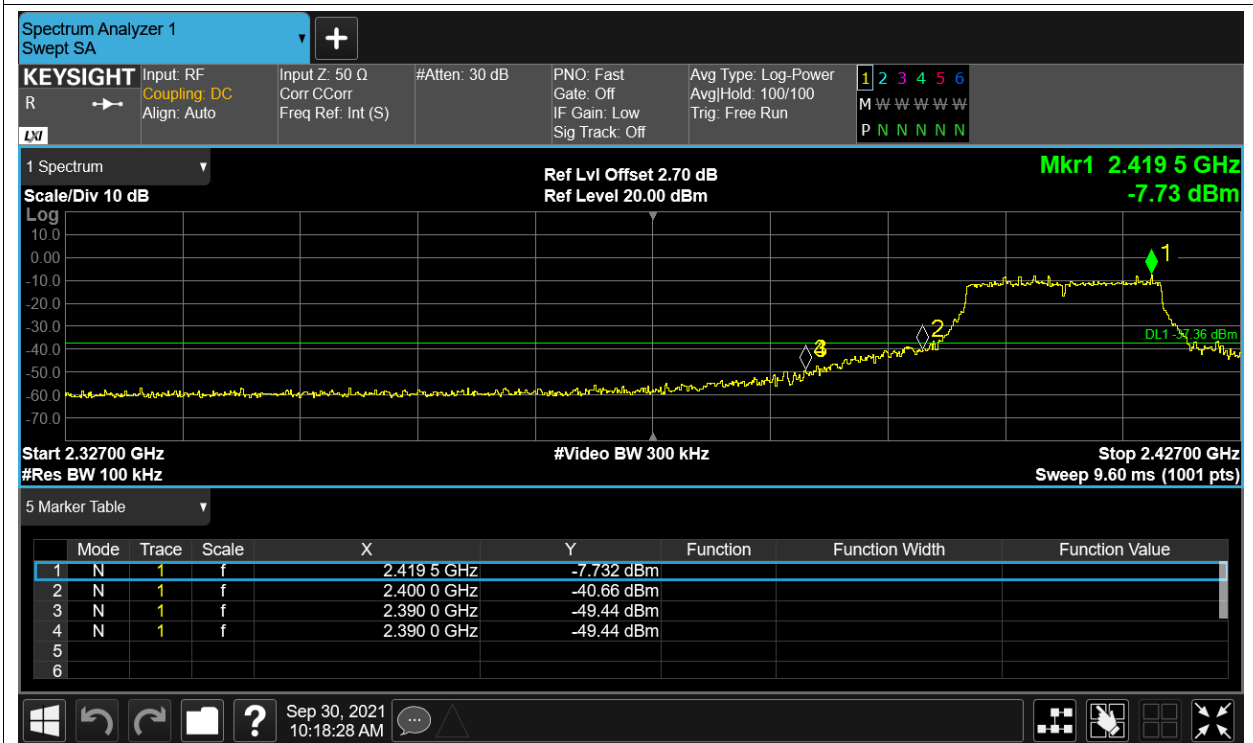 Spectrum Analyzer 1
Swept SA
+
KEYSIGHT
R
LXI
Input: RF
Coupling: DC
Align: Auto
Input Z: 50 Ω
Corr CCorr
Freq Ref: Int (S)
#Atten: 30 dB
PNO: Fast
Gate: Off
IF Gain: Low
Sig Track: Off
Avg Type: Log-Power
Avg|Hold: 100/100
Trig: Free Run
1 2 3 4 5 6
M W W W W W
P N N N N N
1 Spectrum
Scale/Div 10 dB
Ref Lvl Offset 2.70 dB
Ref Level 20.00 dBm
Mkr1 2.419 5 GHz
-7.73 dBm
Log
10.0
0.00
-10.0
-20.0
-30.0
-40.0
-50.0
-60.0
-70.0
1
2
DL1 -37.36 dBm
Start 2.32700 GHz
#Video BW 300 kHz
Stop 2.42700 GHz
#Res BW 100 kHz
Sweep 9.60 ms (1001 pts)
5 Marker Table
Mode Trace Scale X Y Function Function Width Function Value
1 N 1 f 2.419 5 GHz -7.732 dBm
2 N 1 f 2.400 0 GHz -40.66 dBm
3 N 1 f 2.390 0 GHz -49.44 dBm
4 N 1 f 2.390 0 GHz -49.44 dBm
5
6
?
Sep 30, 2021
10:18:28 AM